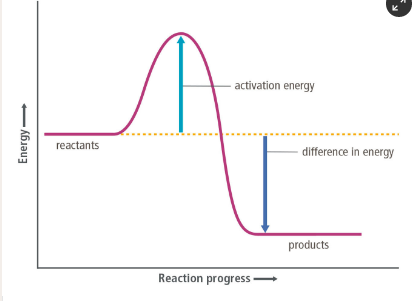 activation energy
Energy
reactants
difference in energy
products
Reaction progress